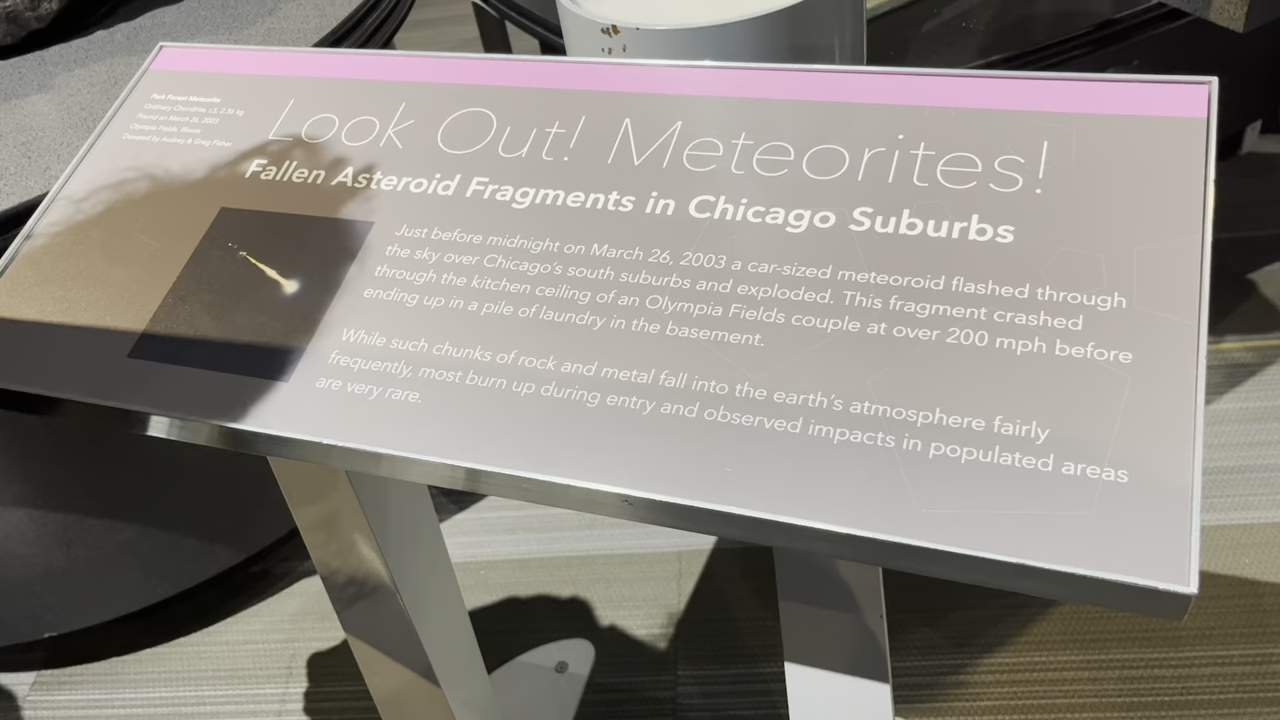 Park Forest Meteorite
Ordinary Chondrite, L5, 2.58 kg
Found on March 26, 2003
Olympia Fields, Illinois
Donated by Audrey & Greg Fisher
Look Out! Meteorites!
Fallen Asteroid Fragments in Chicago Suburbs
Just before midnight on March 26, 2003 a car-sized meteoroid flashed through
the sky over Chicago's south suburbs and exploded. This fragment crashed
through the kitchen ceiling of an Olympia Fields couple at over 200 mph before
ending up in a pile of laundry in the basement.
While such chunks of rock and metal fall into the earth's atmosphere fairly
frequently, most burn up during entry and observed impacts in populated areas
are very rare.